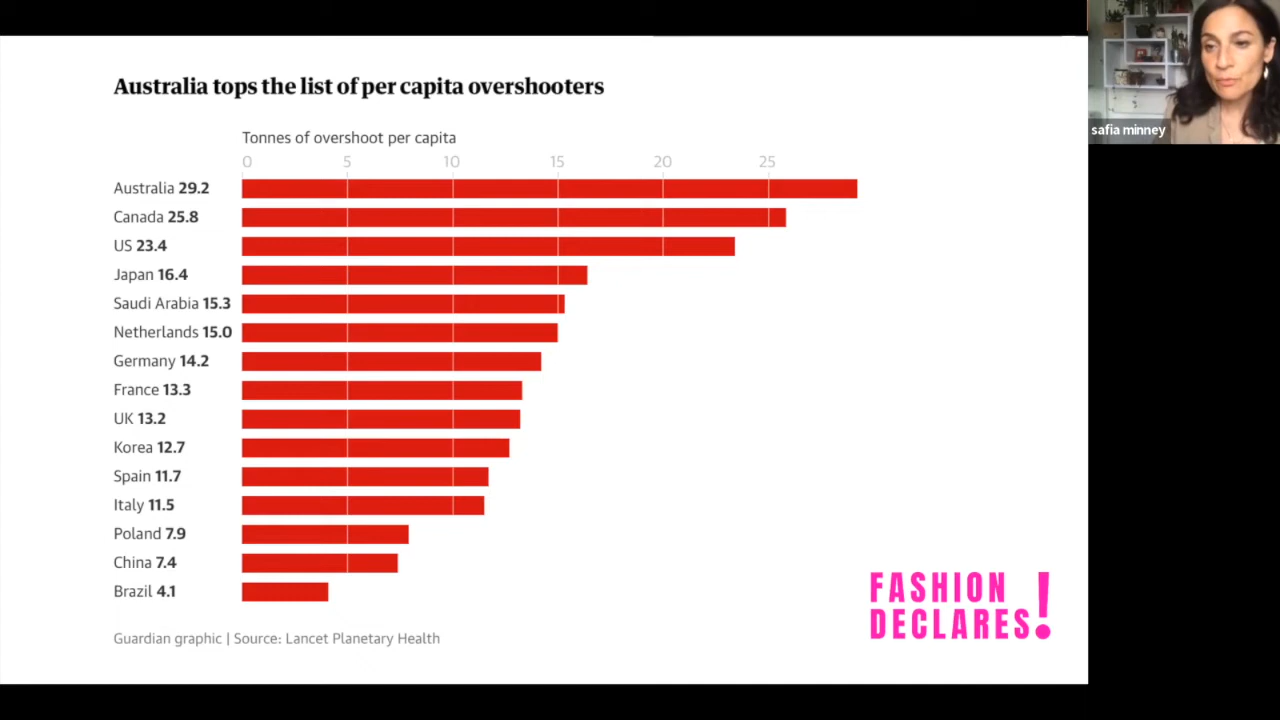 Australia tops the list of per capita overshooters
Tonnes of overshoot per capita
0 5 10 15 20 25
Australia 29.2
Canada 25.8
US 23.4
Japan 16.4
Saudi Arabia 15.3
Netherlands 15.0
Germany 14.2
France 13.3
UK 13.2
Korea 12.7
Spain 11.7
Italy 11.5
Poland 7.9
China 7.4
Brazil 4.1
Guardian graphic | Source: Lancet Planetary Health
FASHION
DECLARES!
safia minney